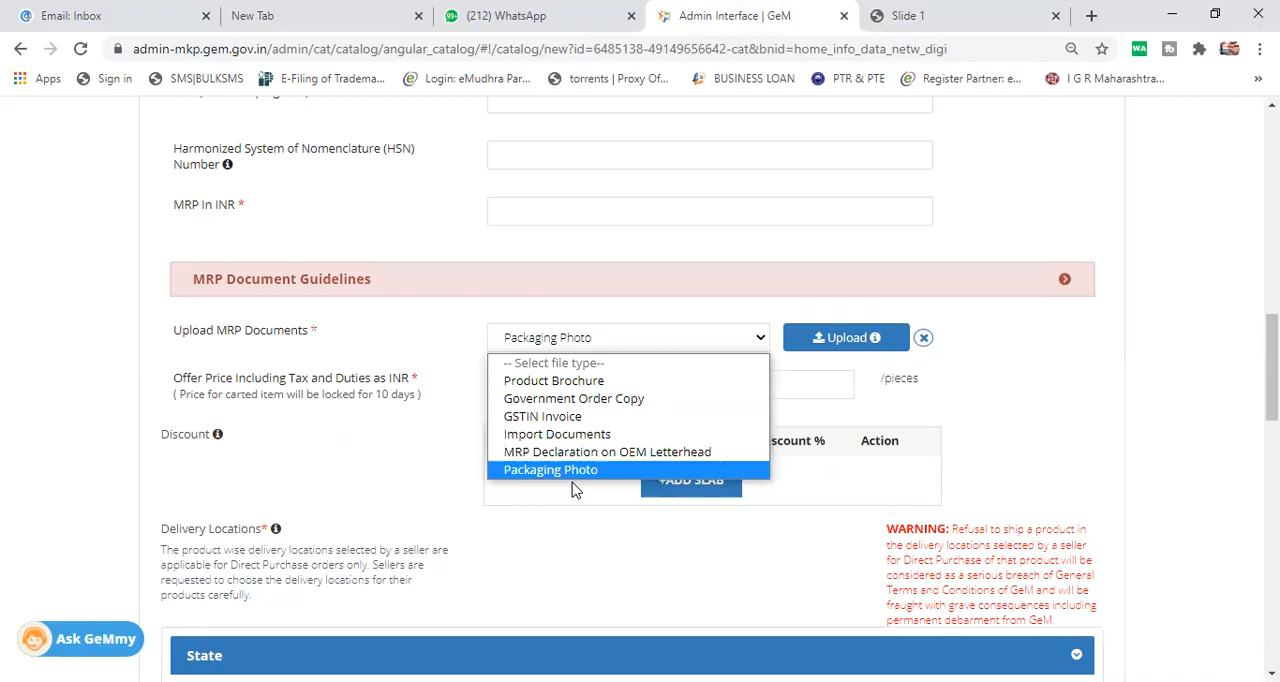 Email: Inbox
New Tab
99+
(212) WhatsApp
Admin Interface | GeM
Slide 1
admin-mkp.gem.gov.in/admin/cat/catalog/angular_catalog/#!/catalog/new?id=6485138-49149656642-cat&bnid=home_info_data_netw_digi
WA
Apps
Sign in
SMS|BULKSMS
E-Filing of Tradema...
Login: eMudhra Par...
torrents | Proxy Of...
BUSINESS LOAN
PTR & PTE
Register Partner: e...
I G R Maharashtra...
Harmonized System of Nomenclature (HSN)
Number
MRP In INR *
MRP Document Guidelines
Upload MRP Documents *
Packaging Photo
Upload
-- Select file type--
Product Brochure
Government Order Copy
GSTIN Invoice
Import Documents
MRP Declaration on OEM Letterhead
Packaging Photo
Offer Price Including Tax and Duties as INR *
( Price for carted item will be locked for 10 days )
/pieces
Discount
scount %
Action
+ADD SLAB
Delivery Locations*
The product wise delivery locations selected by a seller are
applicable for Direct Purchase orders only. Sellers are
requested to choose the delivery locations for their
products carefully.
WARNING: Refusal to ship a product in
the delivery locations selected by a seller
for Direct Purchase of that product will be
considered as a serious breach of General
Terms and Conditions of GeM and will be
fraught with grave consequences including
permanent debarment from GeM.
Ask GeMmy
State